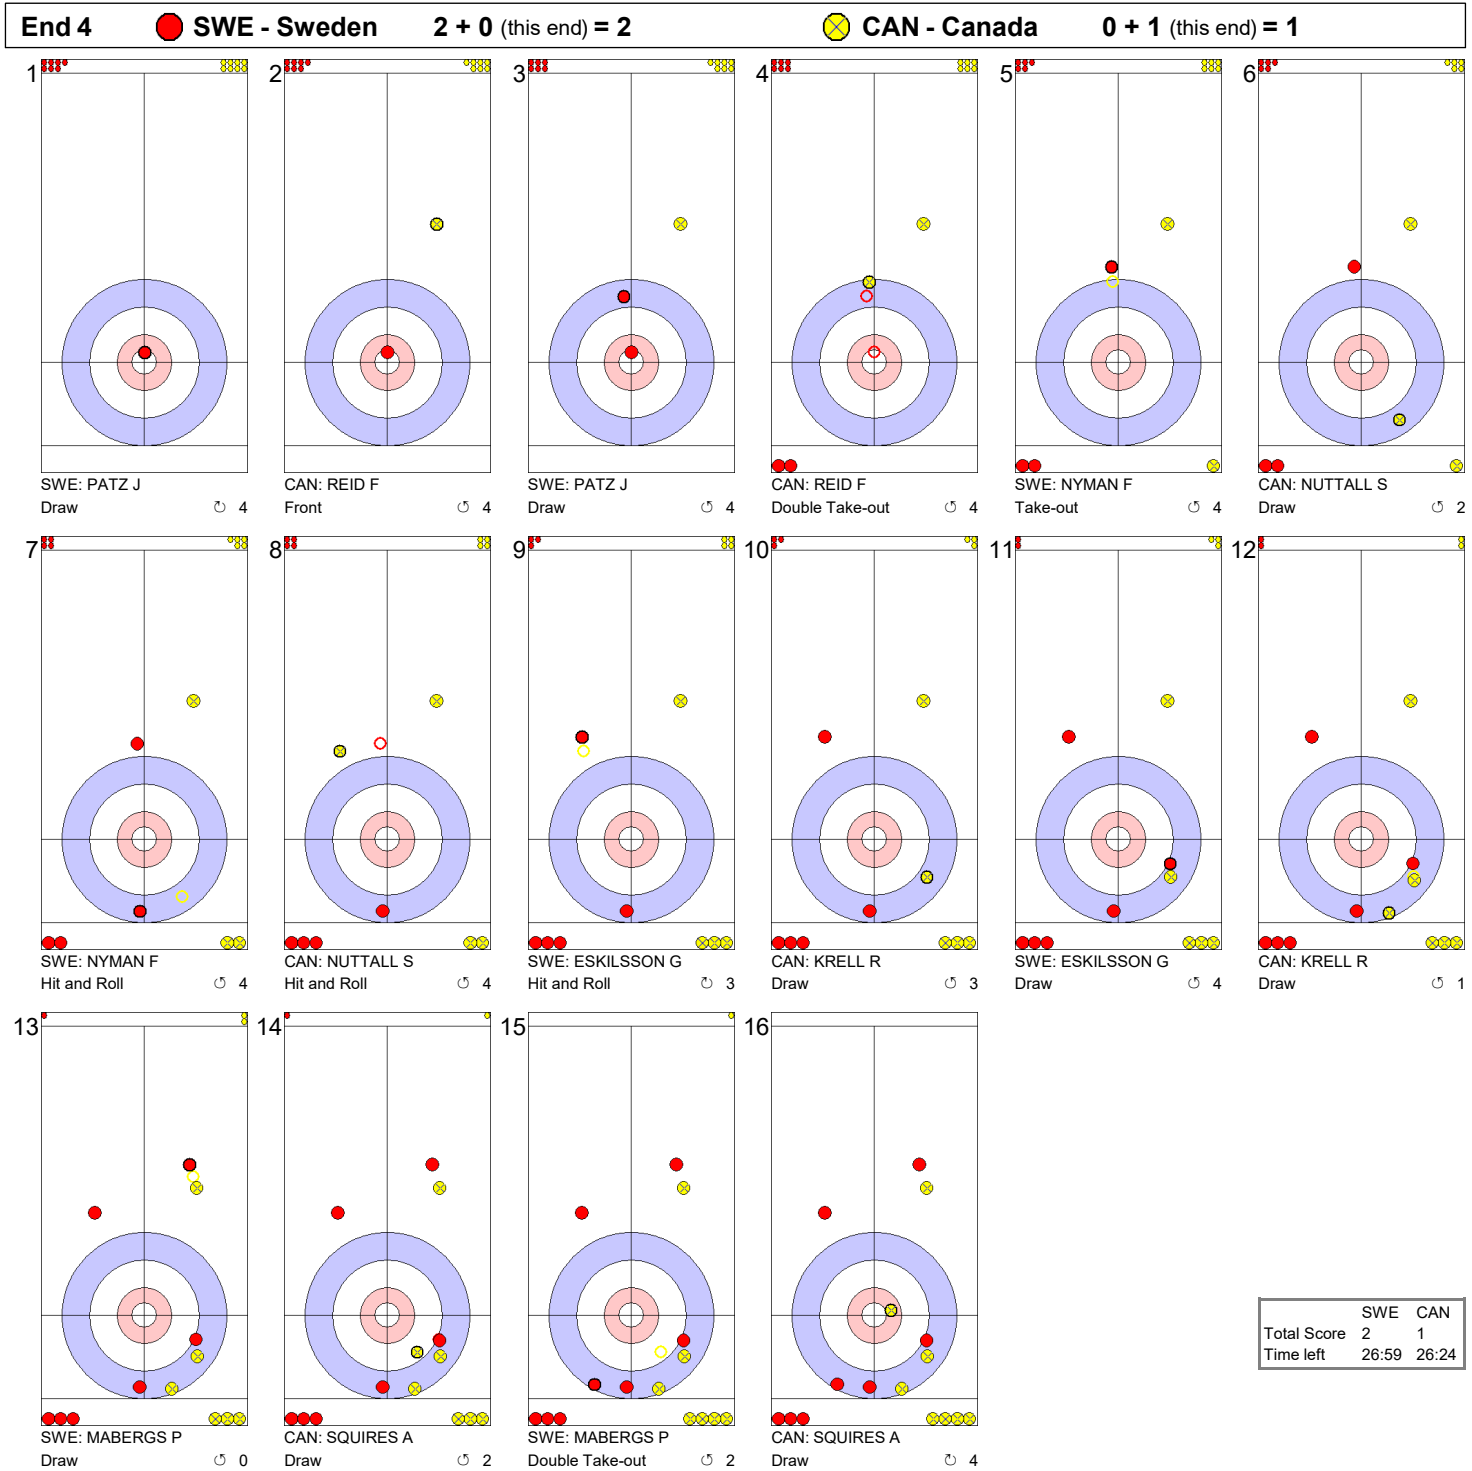 End 4 SWE - Sweden 2 + 0 (this end) = 2 CAN - Canada 0 + 1 (this end) = 1
1 2 3 4 5 6
SWE: PATZ J CAN: REID F SWE: PATZ J CAN: REID F SWE: NYMAN F CAN: NUTTALL S
Draw ↻ 4 Front ↺ 4 Draw ↺ 4 Double Take-out ↺ 4 Take-out ↺ 4 Draw ↺ 2
7 8 9 10 11 12
SWE: NYMAN F CAN: NUTTALL S SWE: ESKILSSON G CAN: KRELL R SWE: ESKILSSON G CAN: KRELL R
Hit and Roll ↺ 4 Hit and Roll ↺ 4 Hit and Roll ↻ 3 Draw ↺ 3 Draw ↺ 4 Draw ↺ 1
13 14 15 16
SWE: MABERGS P CAN: SQUIRES A SWE: MABERGS P CAN: SQUIRES A
Draw ↺ 0 Draw ↺ 2 Double Take-out ↺ 2 Draw ↻ 4
SWE CAN
Total Score 2 1
Time left 26:59 26:24